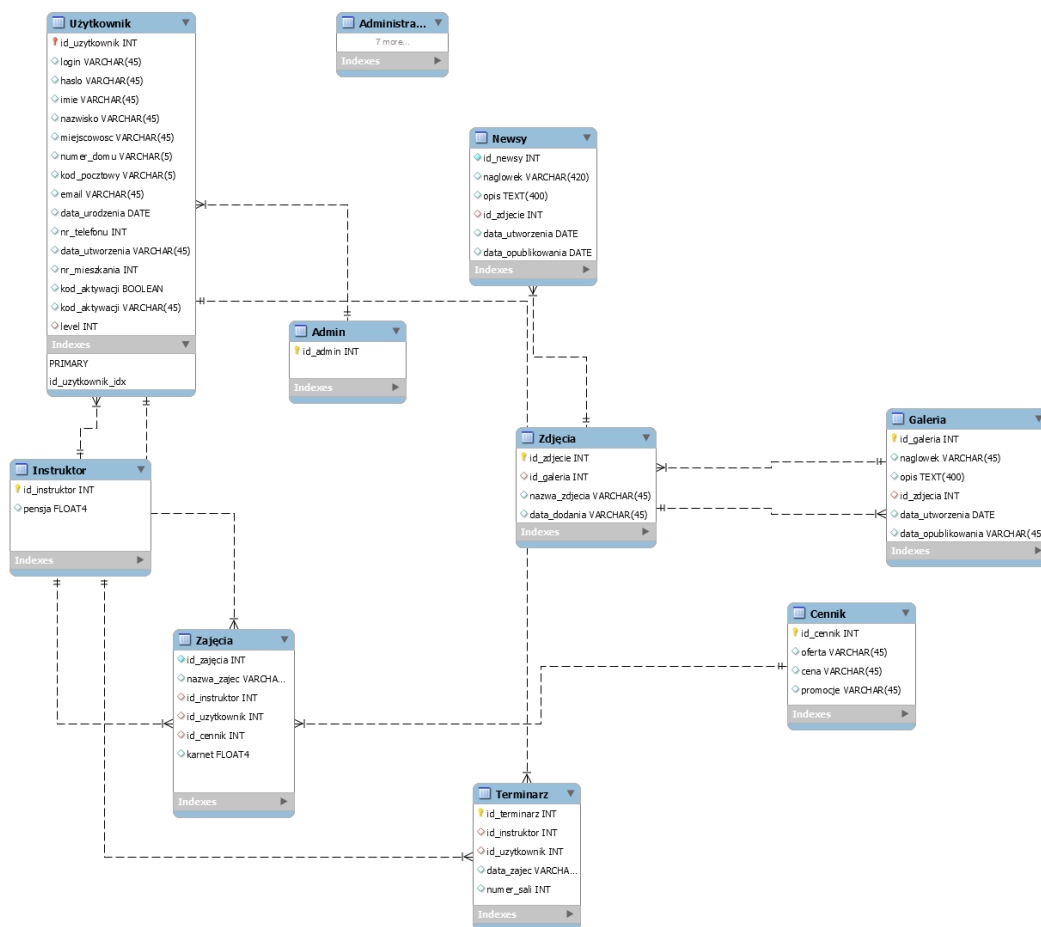 Użytkownik
id_uzytkownik INT
login VARCHAR(45)
haslo VARCHAR(45)
imie VARCHAR(45)
nazwisko VARCHAR(45)
miejscowosc VARCHAR(45)
numer_domu VARCHAR(5)
kod_pocztowy VARCHAR(5)
email VARCHAR(45)
data_urodzenia DATE
nr_telefonu INT
data_utworzenia VARCHAR(45)
nr_mieszkania INT
kod_aktywacji BOOLEAN
kod_aktywacji VARCHAR(45)
level INT
Indexes
PRIMARY
id_uzytkownik_idx
Administra...
7 more...
Indexes
Newsy
id_newsy INT
naglowek VARCHAR(420)
opis TEXT(400)
id_zdjecie INT
data_utworzenia DATE
data_opublikowania DATE
Indexes
Admin
id_admin INT
Indexes
Zdjęcia
id_zdjecie INT
id_galeria INT
nazwa_zdjecia VARCHAR(45)
data_dodania VARCHAR(45)
Indexes
Galeria
id_galeria INT
naglowek VARCHAR(45)
opis TEXT(400)
id_zdjecia INT
data_utworzenia DATE
data_opublikowania VARCHAR(45
Indexes
Instruktor
id_instruktor INT
pensja FLOAT4
Indexes
Zajęcia
id_zajęcia INT
nazwa_zajec VARCHA...
id_instruktor INT
id_uzytkownik INT
id_cennik INT
karnet FLOAT4
Indexes
Cennik
id_cennik INT
oferta VARCHAR(45)
cena VARCHAR(45)
promocje VARCHAR(45)
Indexes
Terminarz
id_terminarz INT
id_instruktor INT
id_uzytkownik INT
data_zajec VARCHA...
numer_sali INT
Indexes